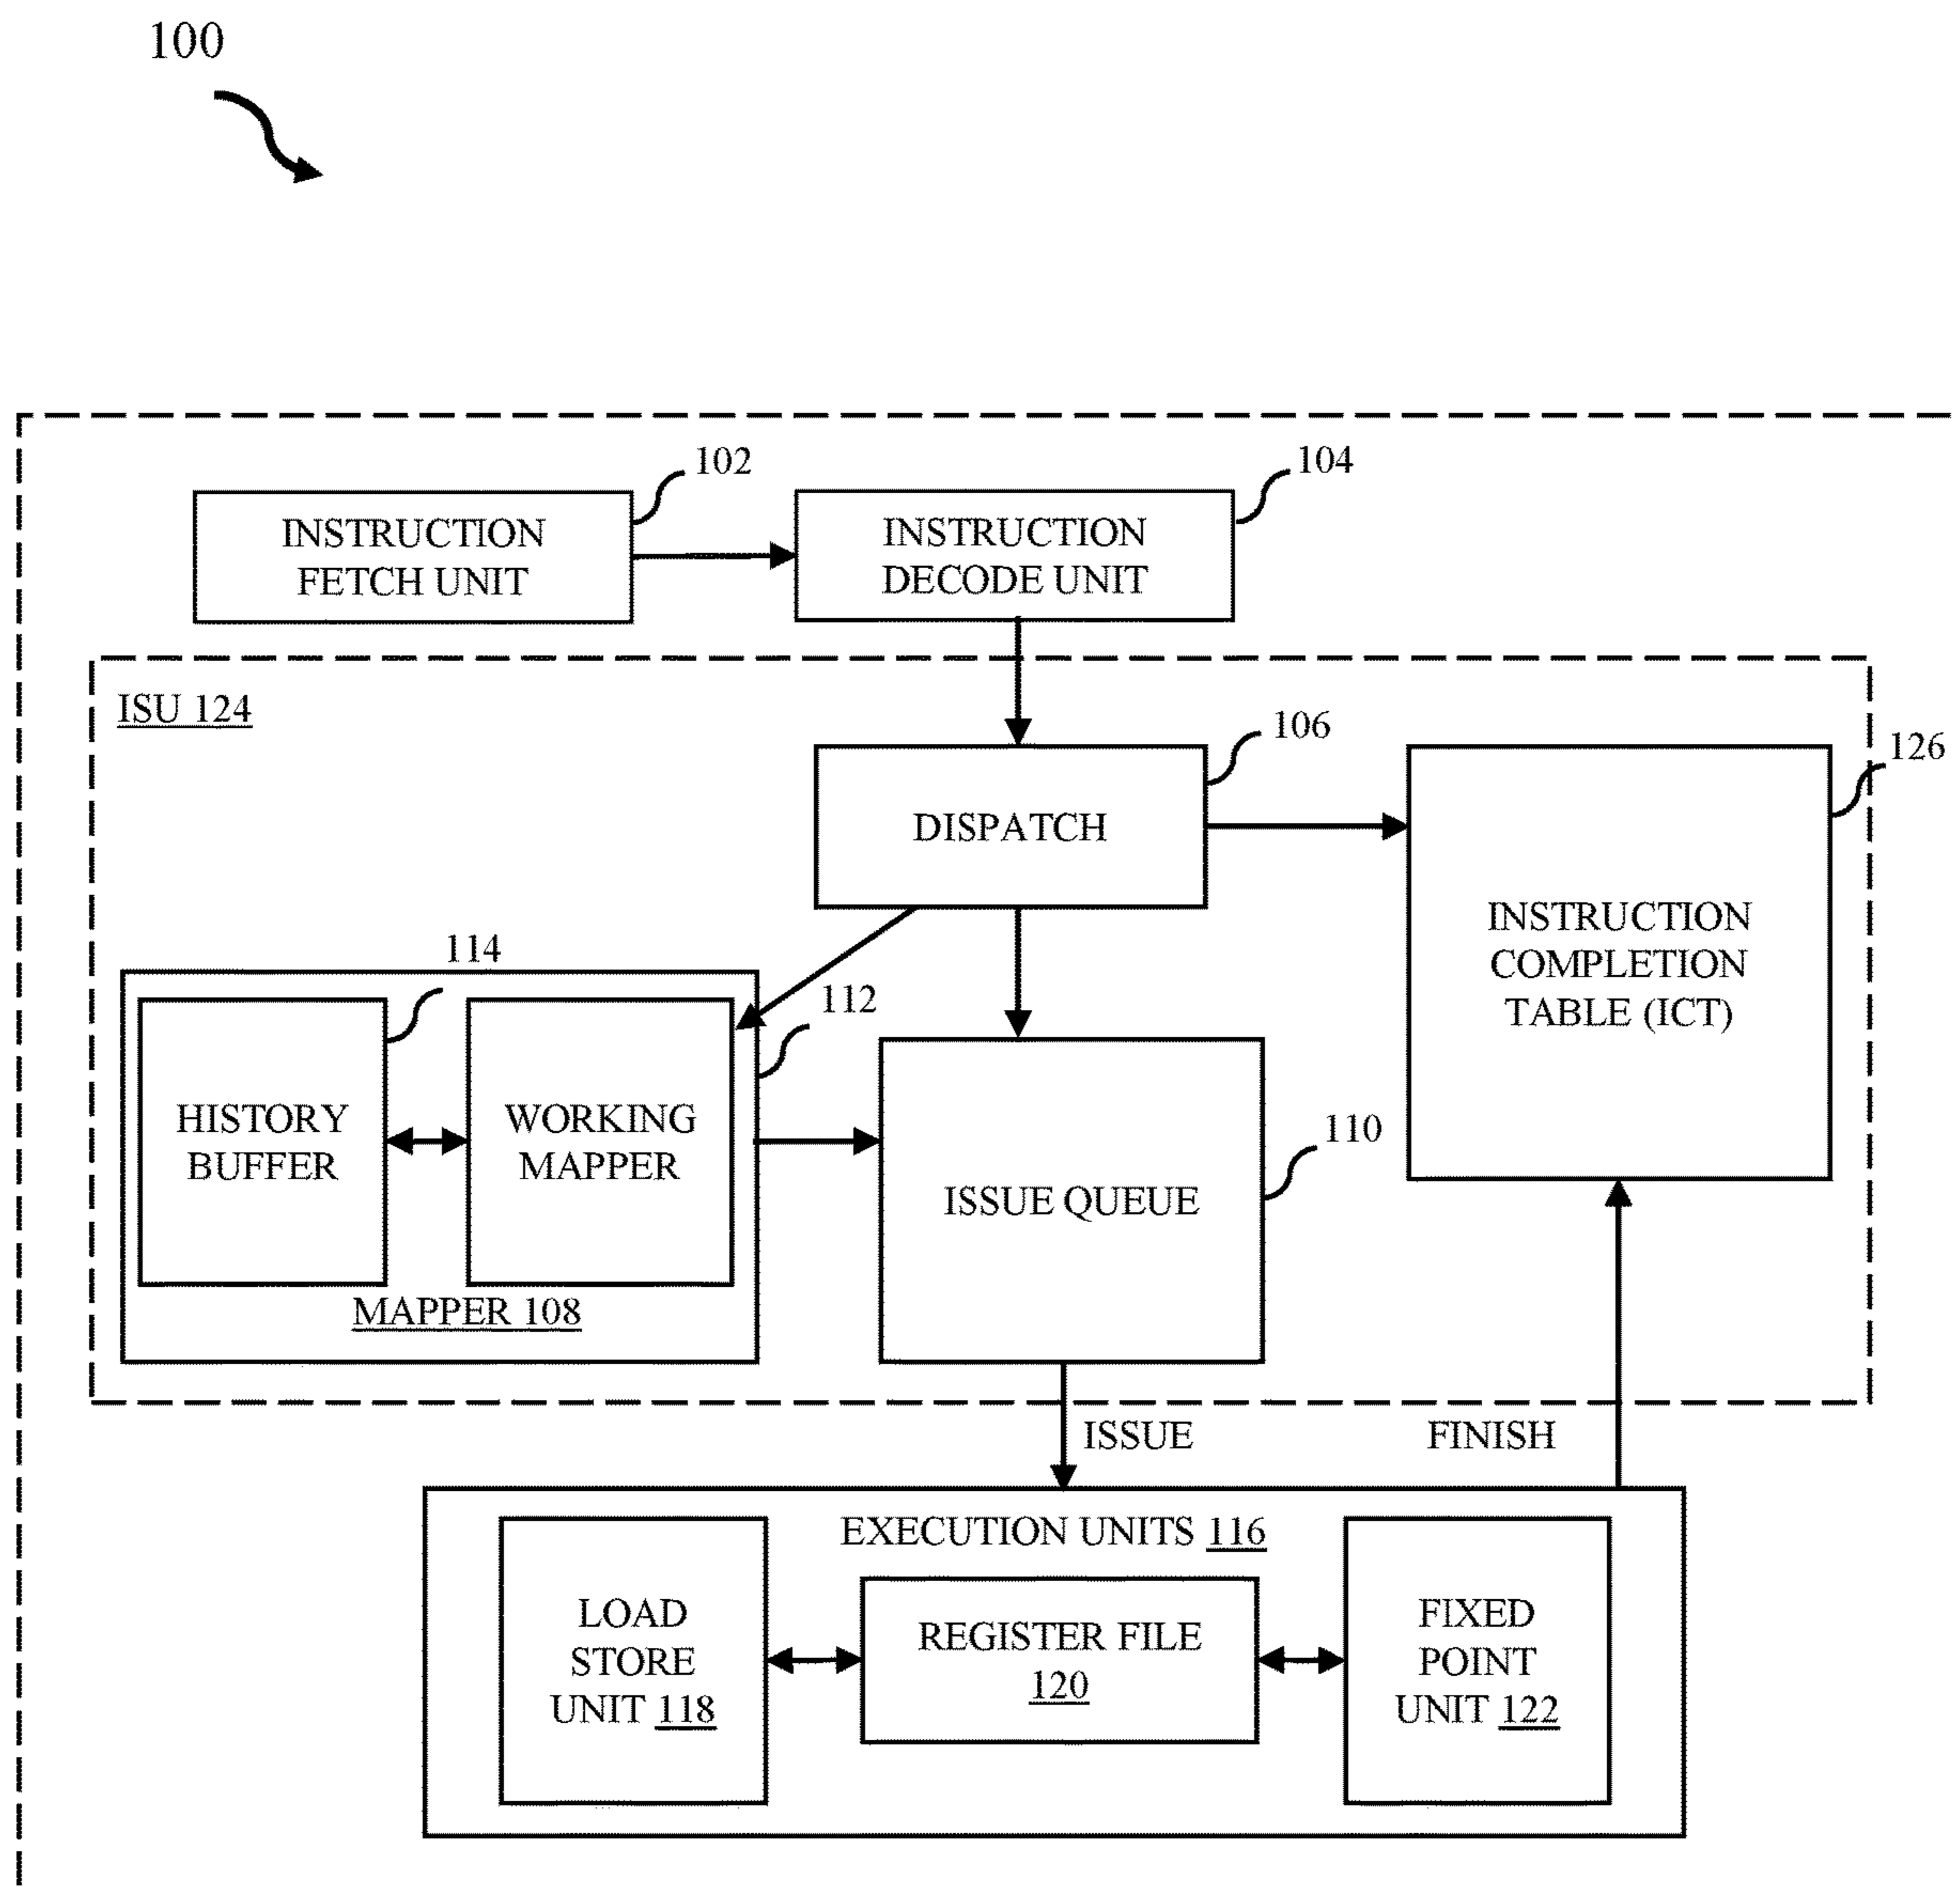 100
102
104
INSTRUCTION
FETCH UNIT
INSTRUCTION
DECODE UNIT
ISU 124
106
126
DISPATCH
INSTRUCTION
COMPLETION
TABLE (ICT)
114
112
HISTORY
BUFFER
WORKING
MAPPER
110
ISSUE QUEUE
MAPPER 108
ISSUE
FINISH
EXECUTION UNITS 116
LOAD
STORE
UNIT 118
REGISTER FILE
120
FIXED
POINT
UNIT 122